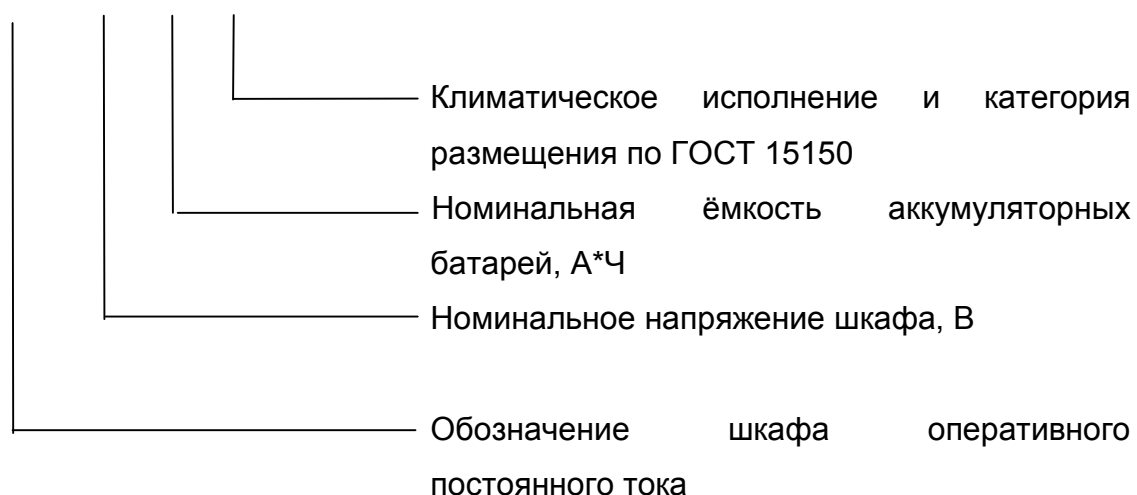 Климатическое исполнение и категория
размещения по ГОСТ 15150
Номинальная ёмкость аккумуляторных
батарей, А*Ч
Номинальное напряжение шкафа, В
Обозначение шкафа оперативного
постоянного тока